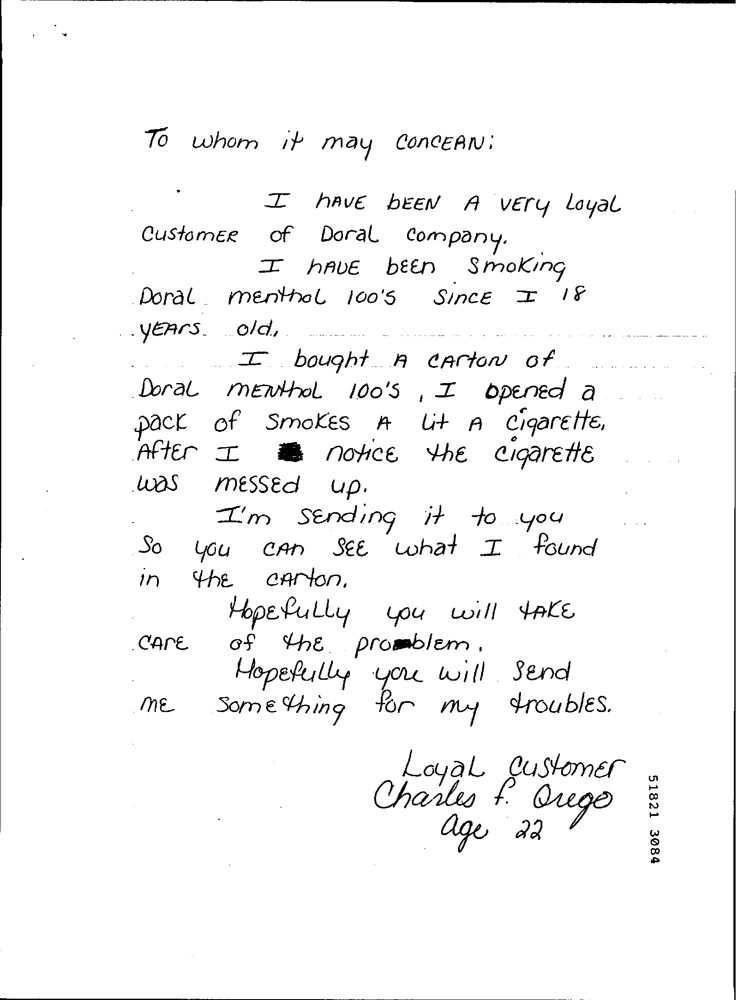 To whom it may concern:
I have been a very loyal
customer of Doral company.
I have been smoking
Doral menthol 100's since I 18
years old,
I bought a carton of
Doral menthol 100's, I opened a
pack of smokes a lit a cigarette,
After I notice the cigarette
was messed up.
I'm sending it to you
So you can see what I found
in the carton.
Hopefully you will take
care of the problem.
Hopefully you will send
me something for my troubles.
Loyal customer
Charles f. Orego
age 22
51821 3084